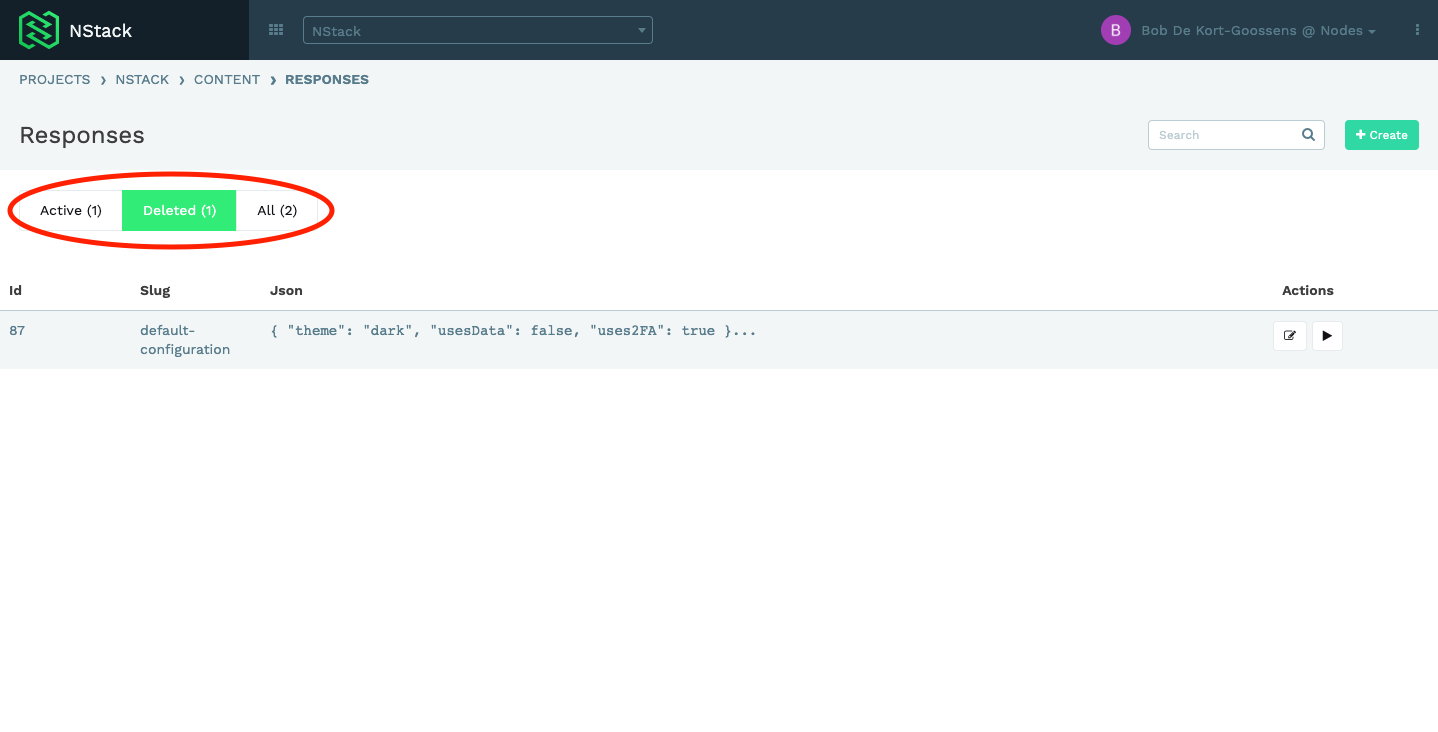 NStack
NStack
B
Bob De Kort-Goossens @ Nodes
PROJECTS › NSTACK › CONTENT › RESPONSES
Responses
Search
+ Create
Active (1)
Deleted (1)
All (2)
Id Slug Json Actions
87 default- { "theme": "dark", "usesData": false, "uses2FA": true }...
configuration